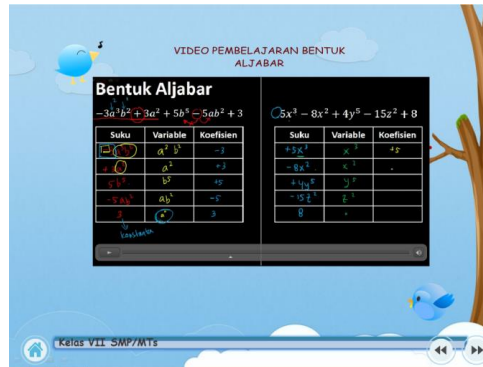 VIDEO PEMBELAJARAN BENTUK
ALJABAR
Bentuk Aljabar
−3a³b² + 3a² + 5b⁵ − 5ab² + 3
Suku Variable Koefisien
a³ b² −3
a² +3
5b⁵ b⁵ +5
−5ab² ab² −5
3 3
konstanta
5x³ − 8x² + 4y⁵ − 15z² + 8
Suku Variable Koefisien
+5x³ x³ +5
−8x² x²
+4y⁵ y⁵
−15z² z²
8
Kelas VII SMP/MTs